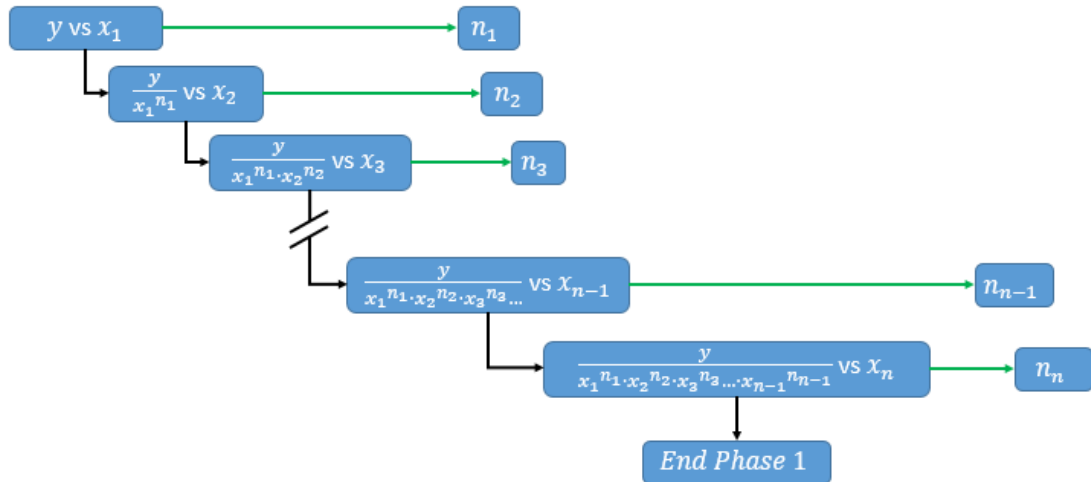 y vs x₁
n₁
y/x₁^n₁ vs x₂
n₂
y/x₁^n₁·x₂^n₂ vs x₃
n₃
y/x₁^n₁·x₂^n₂·x₃^n₃… vs xₙ₋₁
nₙ₋₁
y/x₁^n₁·x₂^n₂·x₃^n₃…·xₙ₋₁^nₙ₋₁ vs xₙ
nₙ
End Phase 1